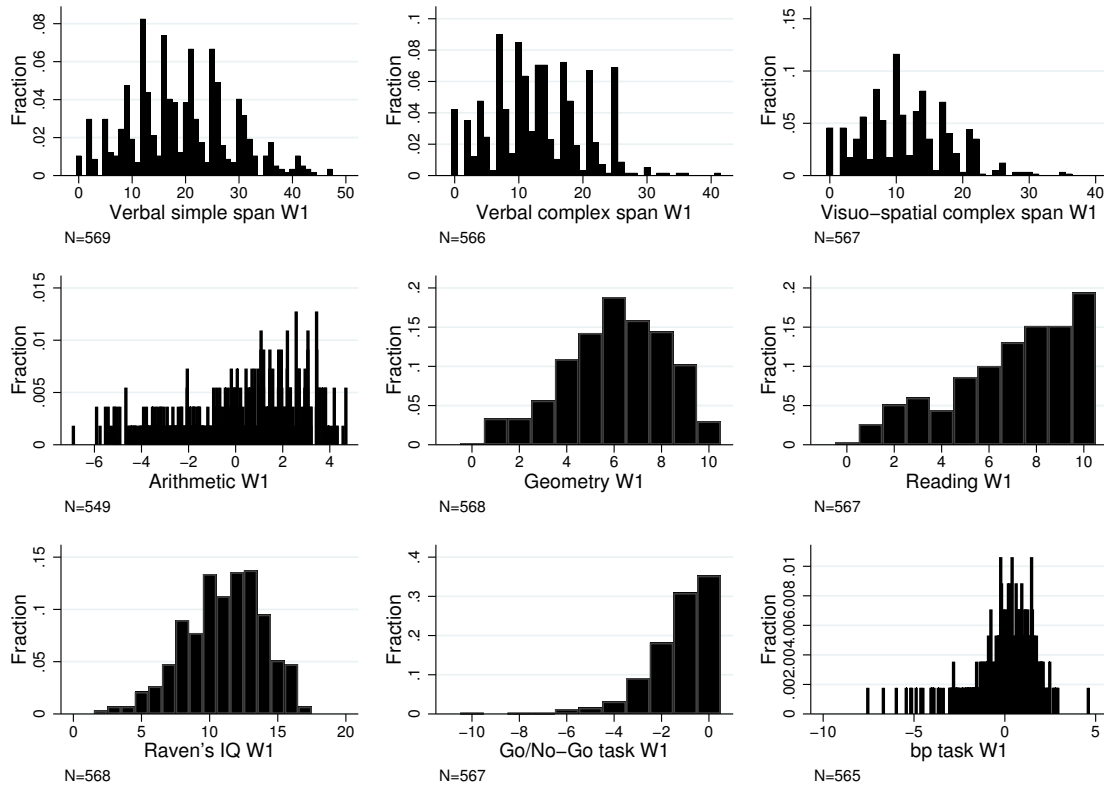 Fraction
0 .02 .04 .06 .08
0 10 20 30 40 50
Verbal simple span W1
N=569
Fraction
0 .02 .04 .06 .08 .1
0 10 20 30 40
Verbal complex span W1
N=566
Fraction
0 .05 .1 .15
0 10 20 30 40
Visuo−spatial complex span W1
N=567
Fraction
0 .005 .01 .015
−6 −4 −2 0 2 4
Arithmetic W1
N=549
Fraction
0 .05 .1 .15 .2
0 2 4 6 8 10
Geometry W1
N=568
Fraction
0 .05 .1 .15 .2
0 2 4 6 8 10
Reading W1
N=567
Fraction
0 .05 .1 .15
0 5 10 15 20
Raven's IQ W1
N=568
Fraction
0 .1 .2 .3 .4
−10 −8 −6 −4 −2 0
Go/No−Go task W1
N=567
Fraction
0 .002 .004 .006 .008 .01
−10 −5 0 5
bp task W1
N=565